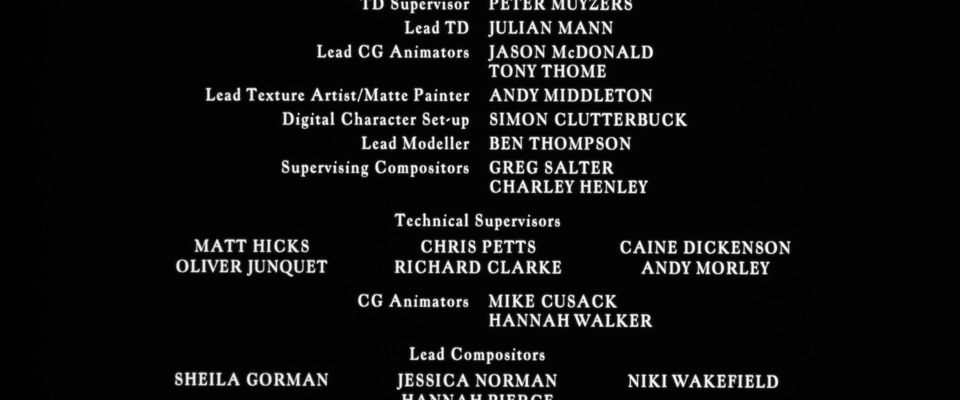 TD Supervisor PETER MUYZERS
Lead TD JULIAN MANN
Lead CG Animators JASON McDONALD
TONY THOME
Lead Texture Artist/Matte Painter ANDY MIDDLETON
Digital Character Set-up SIMON CLUTTERBUCK
Lead Modeller BEN THOMPSON
Supervising Compositors GREG SALTER
CHARLEY HENLEY
Technical Supervisors
MATT HICKS CHRIS PETTS CAINE DICKENSON
OLIVER JUNQUET RICHARD CLARKE ANDY MORLEY
CG Animators MIKE CUSACK
HANNAH WALKER
Lead Compositors
SHEILA GORMAN JESSICA NORMAN NIKI WAKEFIELD
HANNAH PIERCE